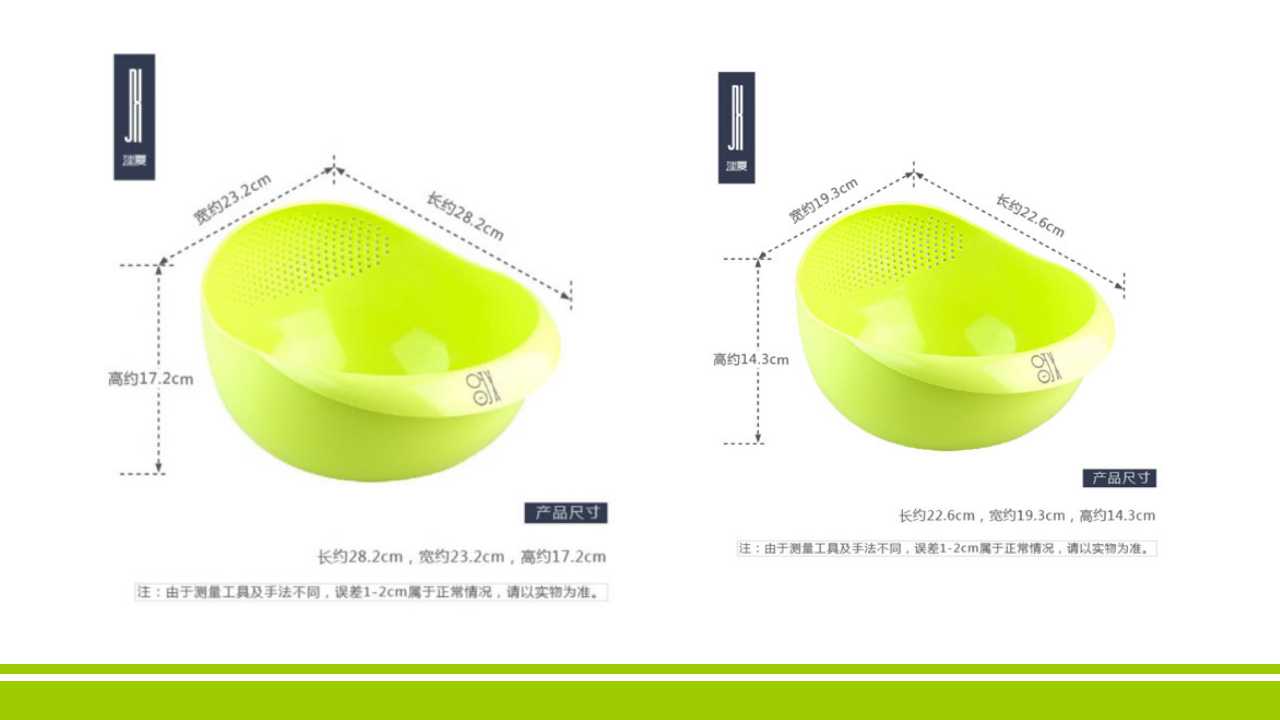 JX
泩夏
宽约23.2cm
长约28.2cm
高约17.2cm
产品尺寸
长约28.2cm，宽约23.2cm，高约17.2cm
注：由于测量工具及手法不同，误差1-2cm属于正常情况，请以实物为准。
JX
宽约19.3cm
长约22.6cm
高约14.3cm
产品尺寸
长约22.6cm，宽约19.3cm，高约14.3cm
注：由于测量工具及手法不同，误差1-2cm属于正常情况，请以实物为准。